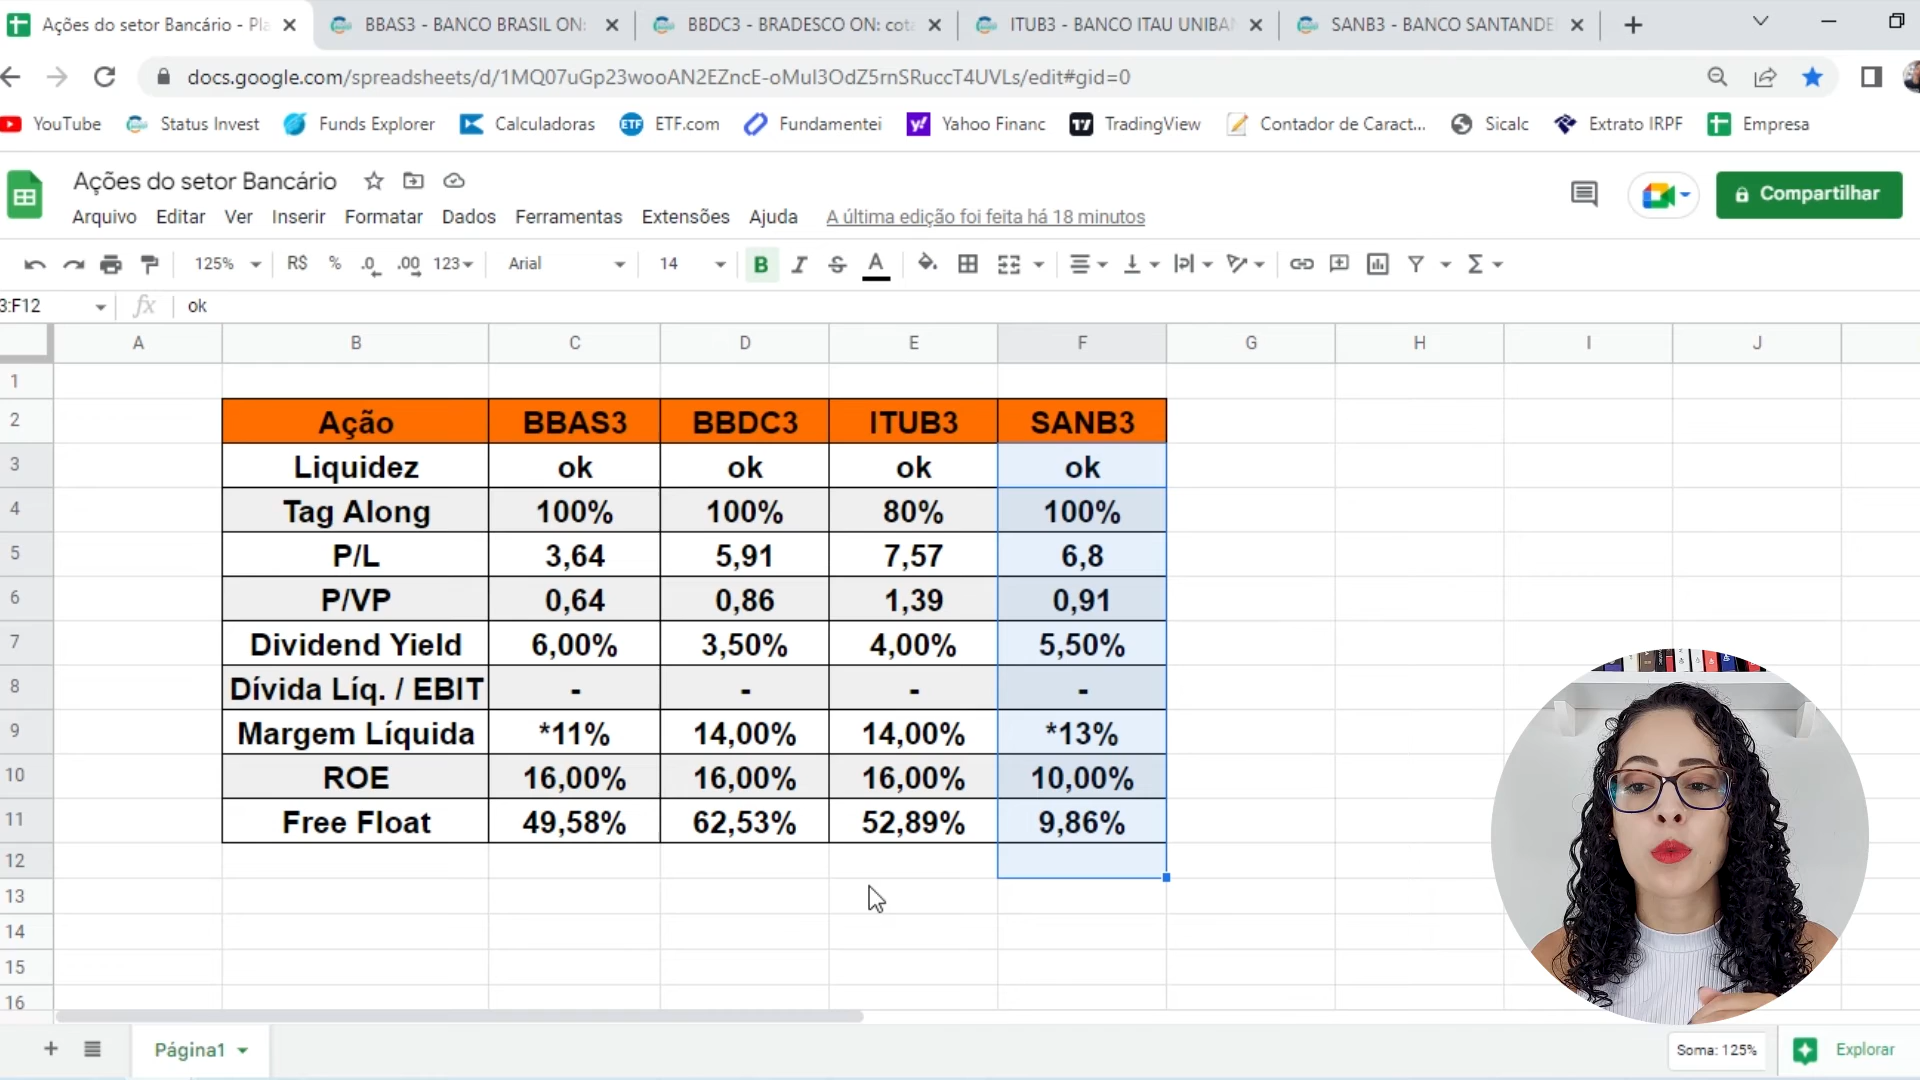 Ações do setor Bancário - Pla
BBAS3 - BANCO BRASIL ON:
BBDC3 - BRADESCO ON: cota
ITUB3 - BANCO ITAU UNIBAN
SANB3 - BANCO SANTANDE
docs.google.com/spreadsheets/d/1MQ07uGp23wooAN2EZncE-oMuI3OdZ5rnSRuccT4UVLs/edit#gid=0
YouTube Status Invest Funds Explorer Calculadoras ETF ETF.com Fundamentei Yahoo Financ TradingView Contador de Caract... Sicalc Extrato IRPF Empresa
Ações do setor Bancário
Compartilhar
Arquivo Editar Ver Inserir Formatar Dados Ferramentas Extensões Ajuda A última edição foi feita há 18 minutos
125% R$ % .0 .00 123 Arial 14 B I S A
3:F12 fx ok
A B C D E F G H I J
1
2 Ação BBAS3 BBDC3 ITUB3 SANB3
3 Liquidez ok ok ok ok
4 Tag Along 100% 100% 80% 100%
5 P/L 3,64 5,91 7,57 6,8
6 P/VP 0,64 0,86 1,39 0,91
7 Dividend Yield 6,00% 3,50% 4,00% 5,50%
8 Dívida Líq. / EBIT - - - -
9 Margem Líquida *11% 14,00% 14,00% *13%
10 ROE 16,00% 16,00% 16,00% 10,00%
11 Free Float 49,58% 62,53% 52,89% 9,86%
12
13
14
15
16
Página1
Soma: 125%
Explorar